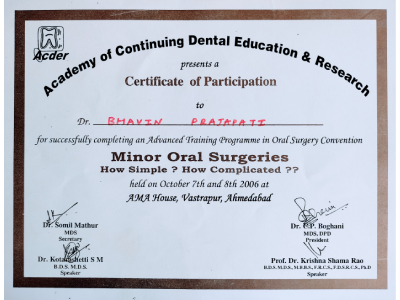 Acder
Academy of Continuing Dental Education & Research
presents a
Certificate of Participation
to
Dr. BHAVIN PRAJAPATI
for successfully completing an Advanced Training Programme in Oral Surgery Convention
Minor Oral Surgeries
How Simple ? How Complicated ??
held on October 7th and 8th 2006 at
AMA House, Vastrapur, Ahmedabad
Dr. Somil Mathur
MDS
Secretary
Dr. U.P. Boghani
MDS, DPD
President
Dr. S M
B.D.S. M.D.S.
Speaker
Prof. Dr. Krishna Shama Rao
B.D.S. M.D.S., M.B.B.S., F.R.C.S., F.D.S.R.C.S., Ph.D
Speaker